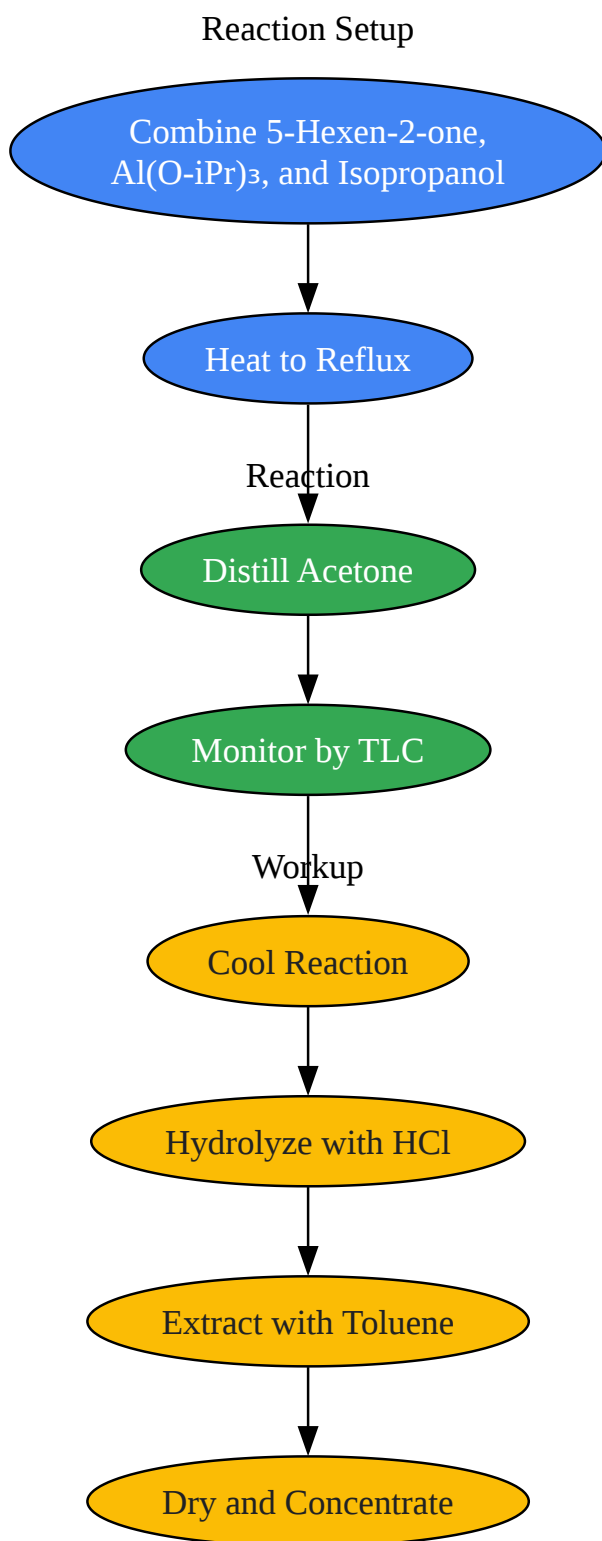 Reaction Setup
Combine 5-Hexen-2-one,
Al(O-iPr)₃, and Isopropanol
Heat to Reflux
Reaction
Distill Acetone
Monitor by TLC
Workup
Cool Reaction
Hydrolyze with HCl
Extract with Toluene
Dry and Concentrate